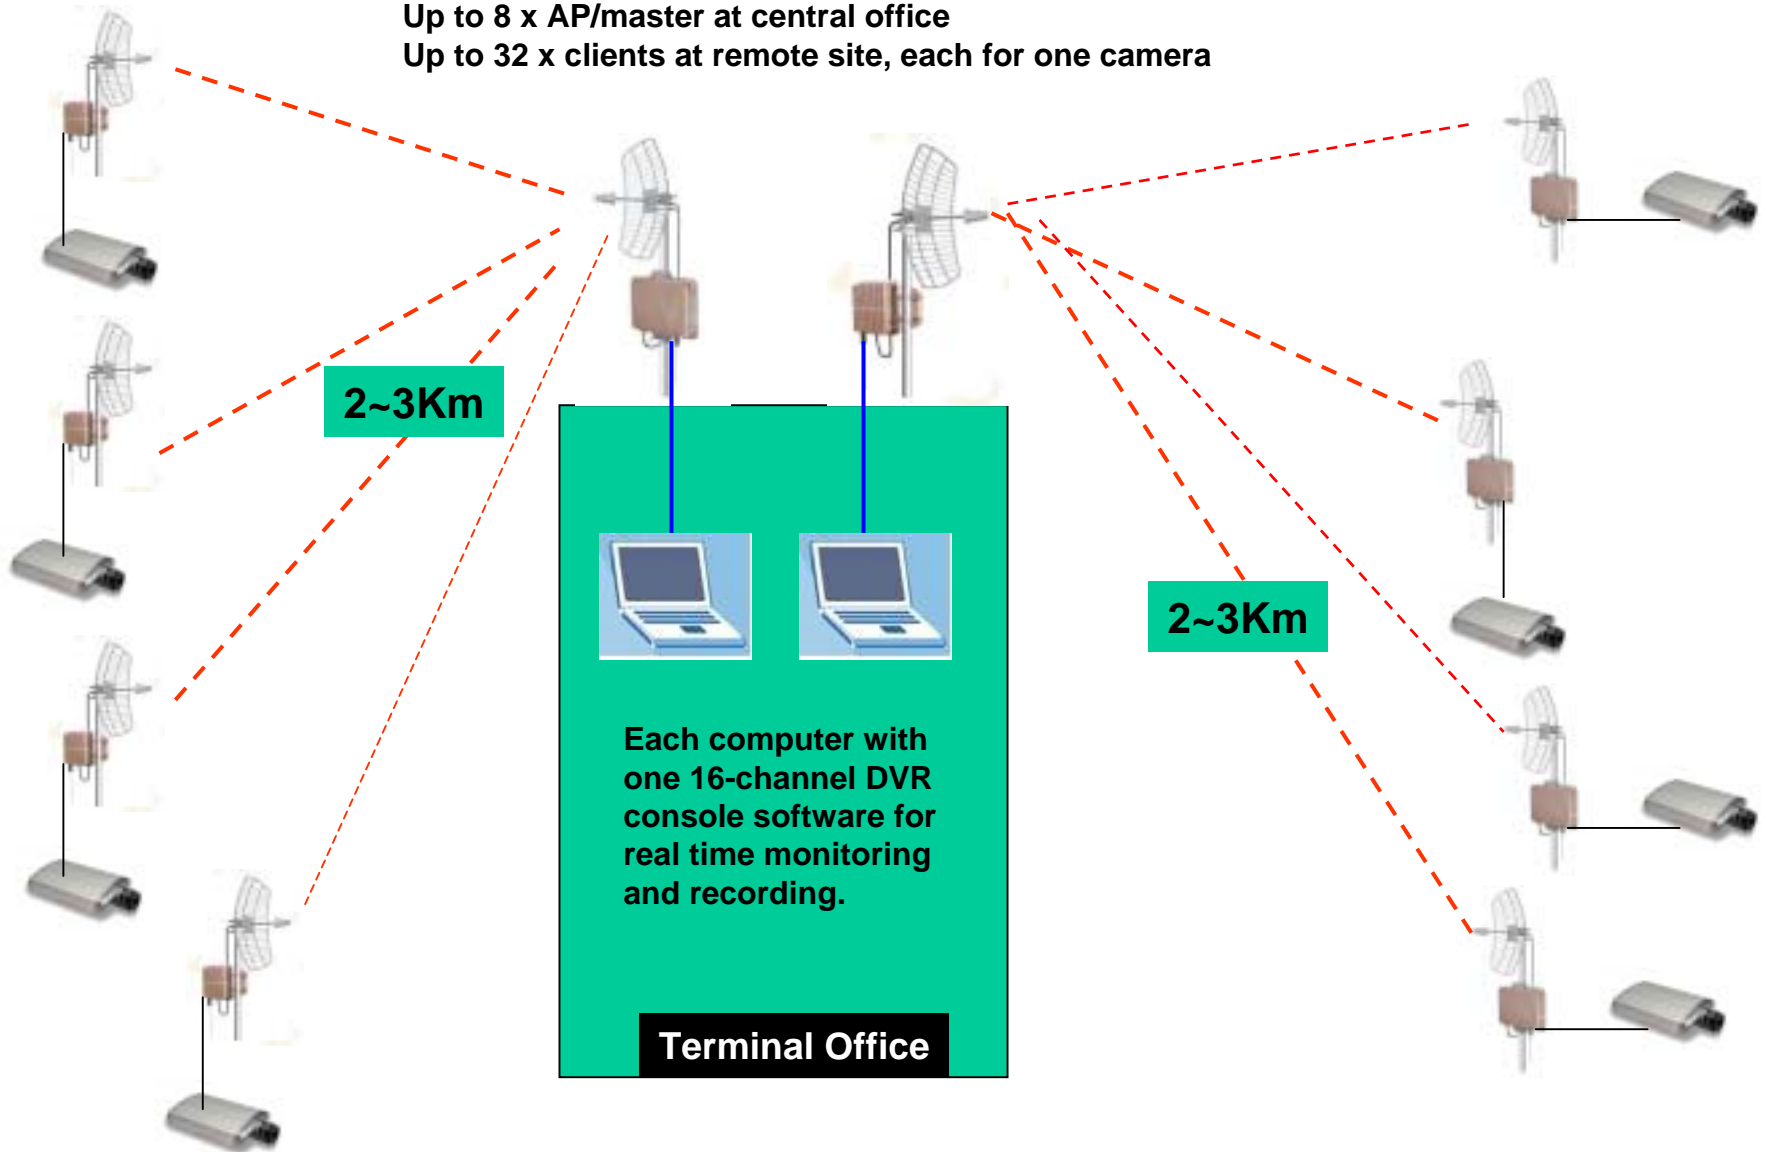 Up to 8 x AP/master at central office
Up to 32 x clients at remote site, each for one camera
2~3Km
2~3Km
Each computer with
one 16-channel DVR
console software for
real time monitoring
and recording.
Terminal Office